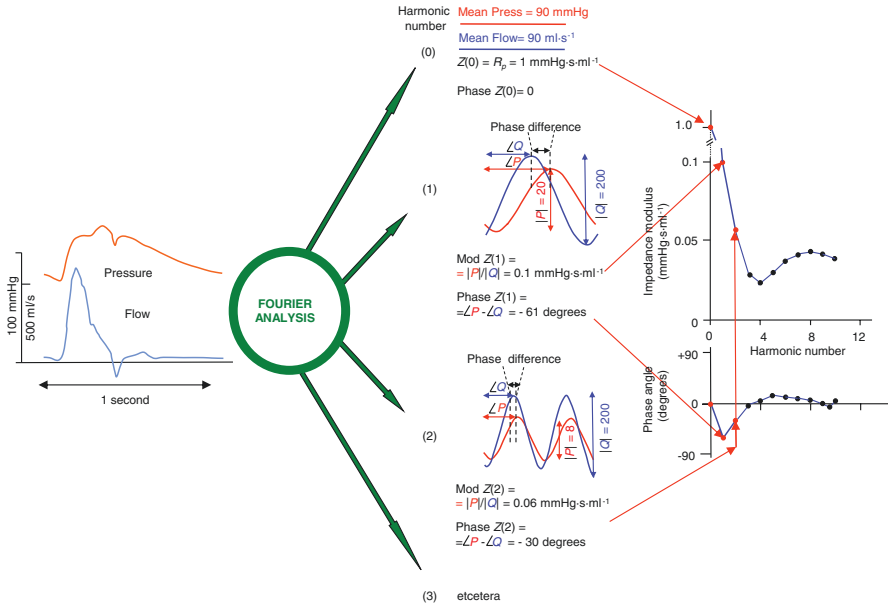 Harmonic
number
Mean Press = 90 mmHg
Mean Flow= 90 ml·s⁻¹
(0)
Z(0) = Rₚ = 1 mmHg·s·ml⁻¹
Phase Z(0)= 0
(1)
Phase difference
∠Q
∠P
|P| = 20
|Q| = 200
Mod Z(1) =
= |P|/|Q| = 0.1 mmHg·s·ml⁻¹
Phase Z(1) =
=∠P -∠Q = - 61 degrees
(2)
Phase difference
∠Q
∠P
|P| = 8
|Q| = 200
Mod Z(2) =
= |P|/|Q| = 0.06 mmHg·s·ml⁻¹
Phase Z(2) =
=∠P -∠Q = - 30 degrees
(3) etcetera
100 mmHg
500 ml/s
Pressure
Flow
1 second
FOURIER
ANALYSIS
Impedance modulus
(mmHg·s·ml⁻¹)
1.0
0.1
0.05
0
0 4 8 12
Harmonic number
Phase angle
(degrees)
+90
0
-90